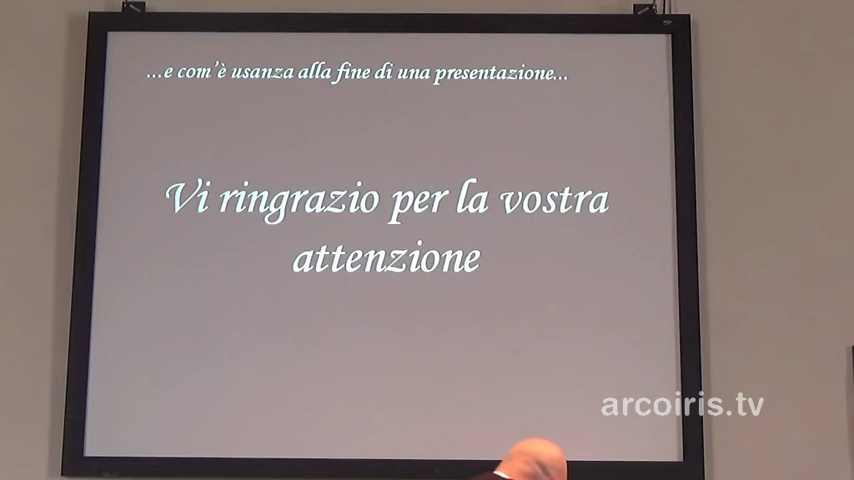 ...e com'è usanza alla fine di una presentazione...
Vi ringrazio per la vostra
attenzione
arcoiris.tv